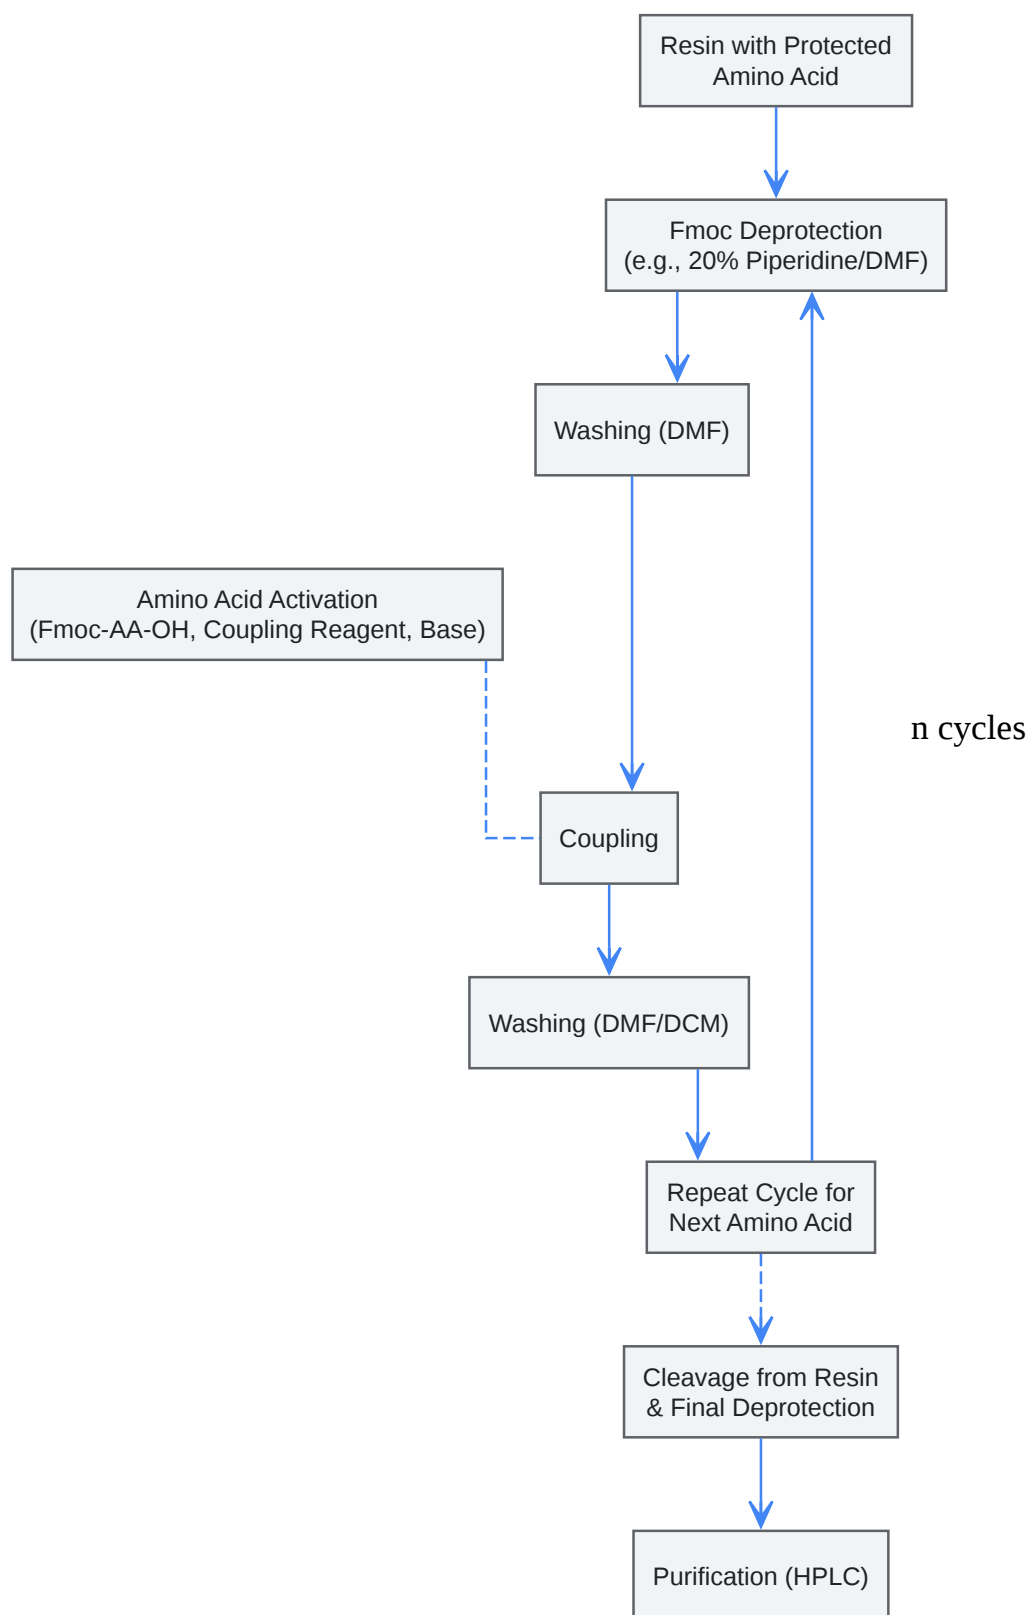 Resin with Protected
Amino Acid
Fmoc Deprotection
(e.g., 20% Piperidine/DMF)
Washing (DMF)
Amino Acid Activation
(Fmoc-AA-OH, Coupling Reagent, Base)
n cycles
Coupling
Washing (DMF/DCM)
Repeat Cycle for
Next Amino Acid
Cleavage from Resin
& Final Deprotection
Purification (HPLC)